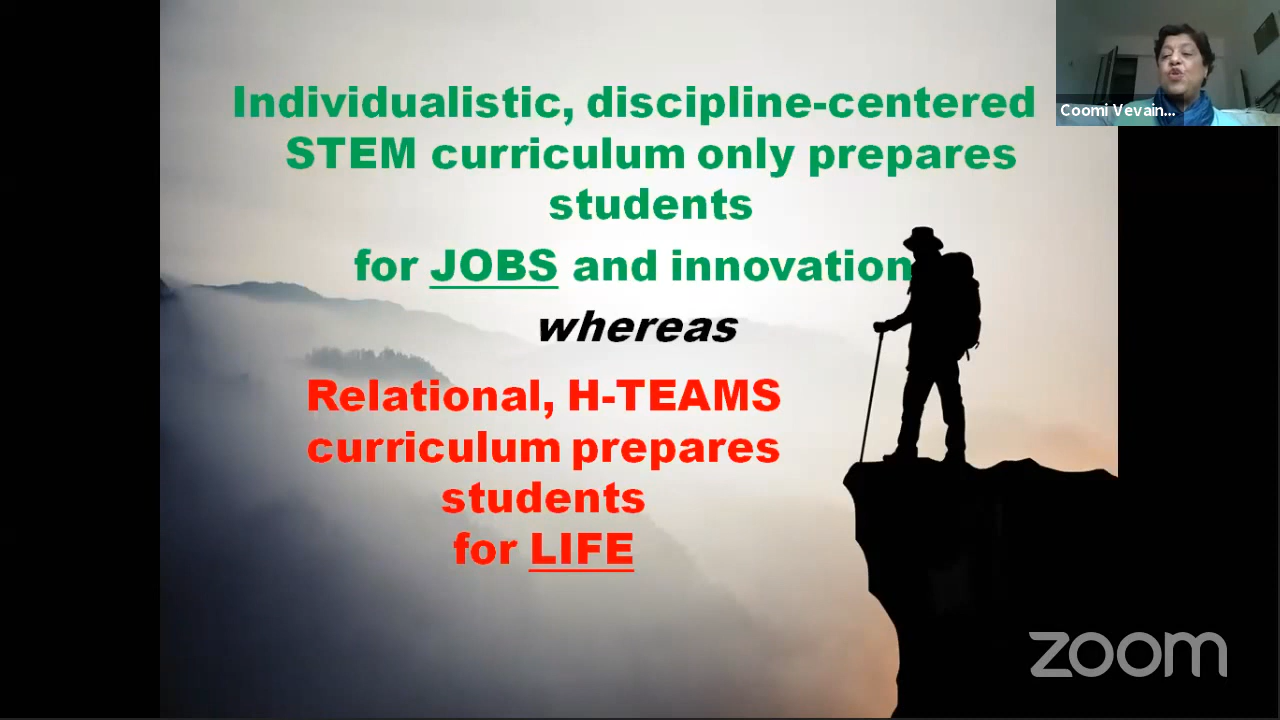 Individualistic, discipline-centered
STEM curriculum only prepares
students
for JOBS and innovation
whereas
Relational, H-TEAMS
curriculum prepares
students
for LIFE
Coomi Vevain...
zoom